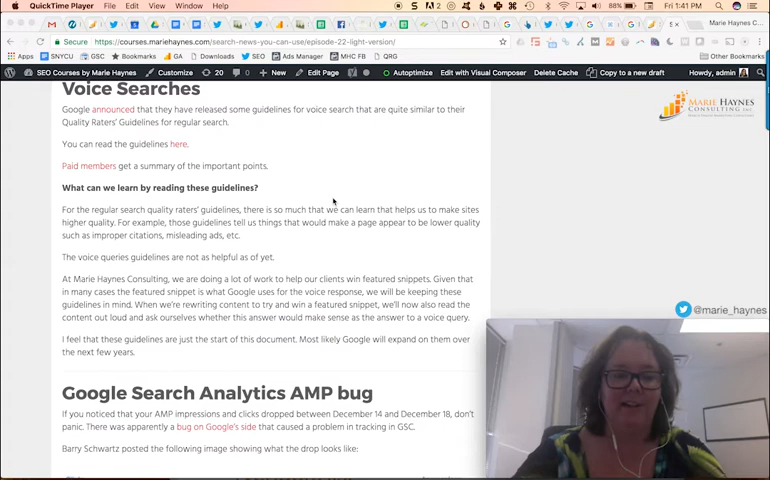 QuickTime Player File Edit View Window Help 2 88% Fri 1:41 PM
Marie Haynes
Secure https://courses.mariehaynes.com/search-news-you-can-use/episode-22-light-version/
Apps SNYCU GSC Bookmarks GA Downloads SEO Ads Manager MHC FB QRG Other Bookmarks
SEO Courses by Marie Haynes Customize 20 0 New Edit Page Autoptimize Edit with Visual Composer Delete Cache Copy to a new draft Howdy, admin
Voice Searches
MARIE HAYNES
Google announced that they have released some guidelines for voice search that are quite similar to their
Quality Raters' Guidelines for regular search.
You can read the guidelines here.
Paid members get a summary of the important points.
What can we learn by reading these guidelines?
For the regular search quality raters' guidelines, there is so much that we can learn that helps us to make sites
higher quality. For example, those guidelines tell us things that would make a page appear to be lower quality
such as improper citations, misleading ads, etc.
The voice queries guidelines are not as helpful as of yet.
At Marie Haynes Consulting, we are doing a lot of work to help our clients win featured snippets. Given that
in many cases the featured snippet is what Google uses for the voice response, we will be keeping these
guidelines in mind. When we're rewriting content to try and win a featured snippet, we'll now also read the
content out loud and ask ourselves whether this answer would make sense as the answer to a voice query.
@marie_haynes
I feel that these guidelines are just the start of this document. Most likely Google will expand on them over
the next few years.
Google Search Analytics AMP bug
If you noticed that your AMP impressions and clicks dropped between December 14 and December 18, don't
panic. There was apparently a bug on Google's side that caused a problem in tracking in GSC.
Barry Schwartz posted the following image showing what the drop looks like: